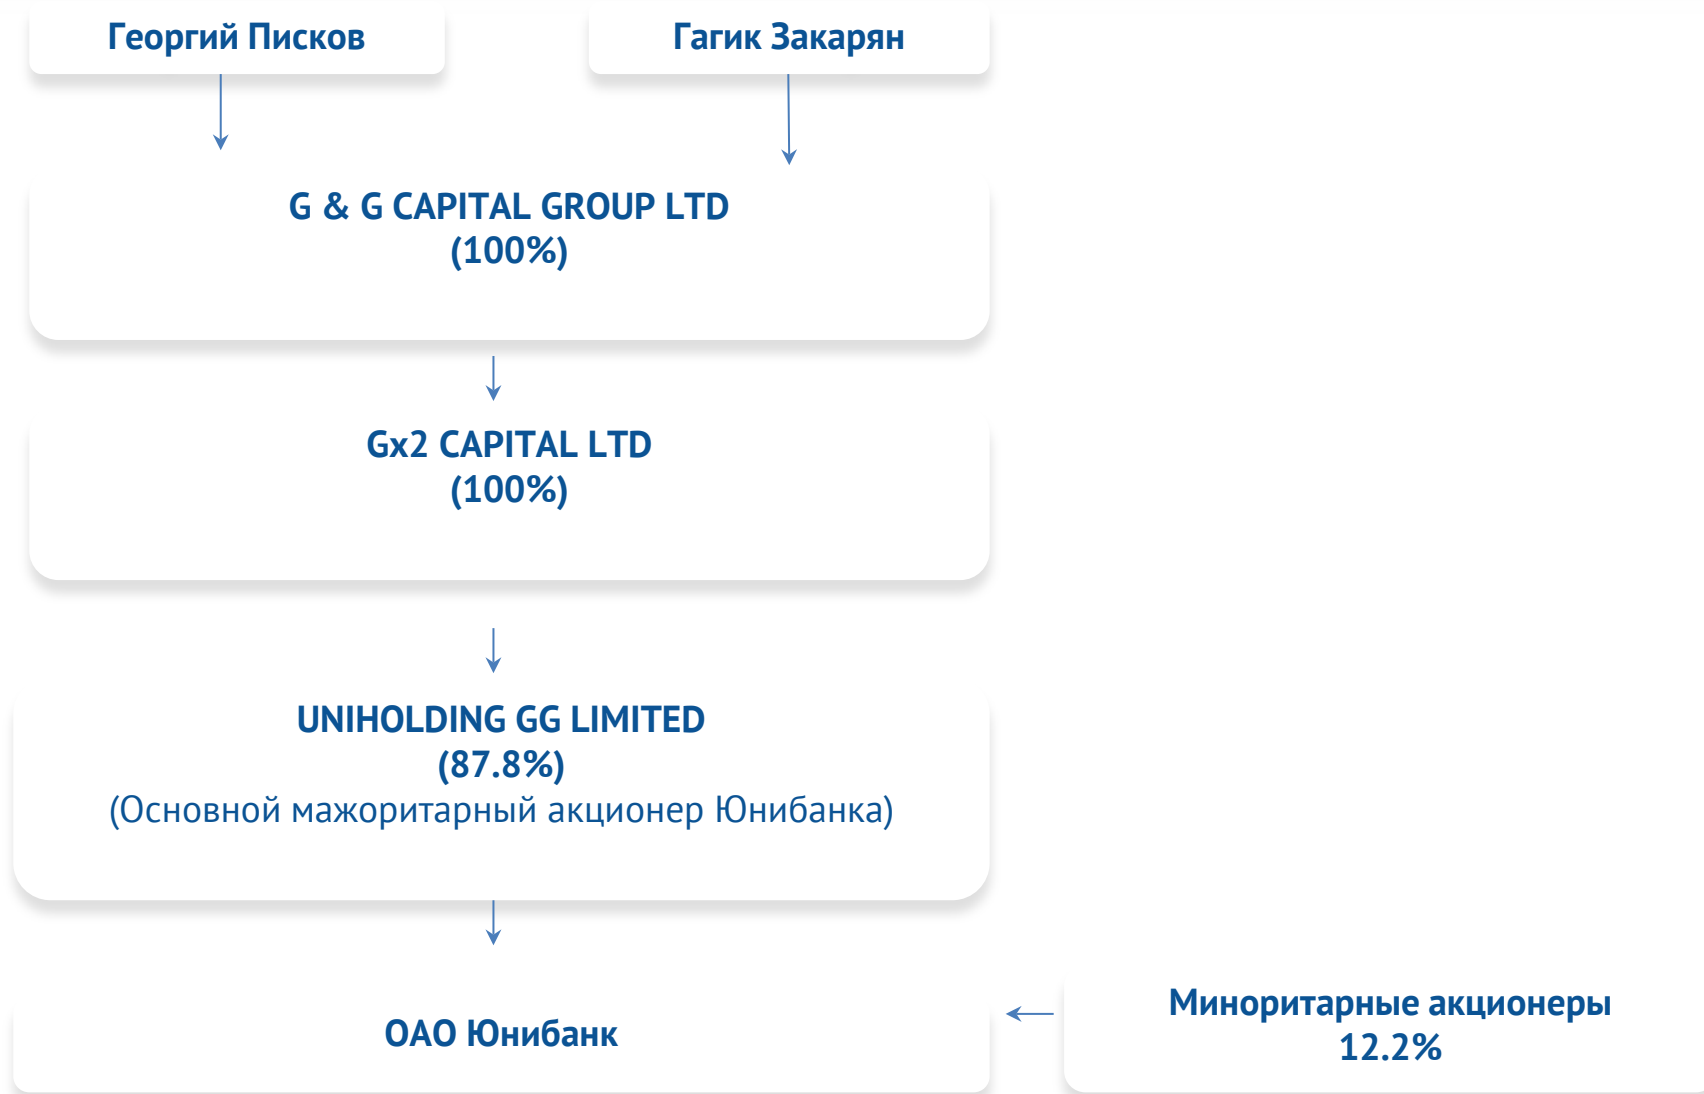 Георгий Писков
Гагик Закарян
G & G CAPITAL GROUP LTD
(100%)
Gx2 CAPITAL LTD
(100%)
UNIHOLDING GG LIMITED
(87.8%)
(Основной мажоритарный акционер Юнибанка)
ОАО Юнибанк
Миноритарные акционеры
12.2%